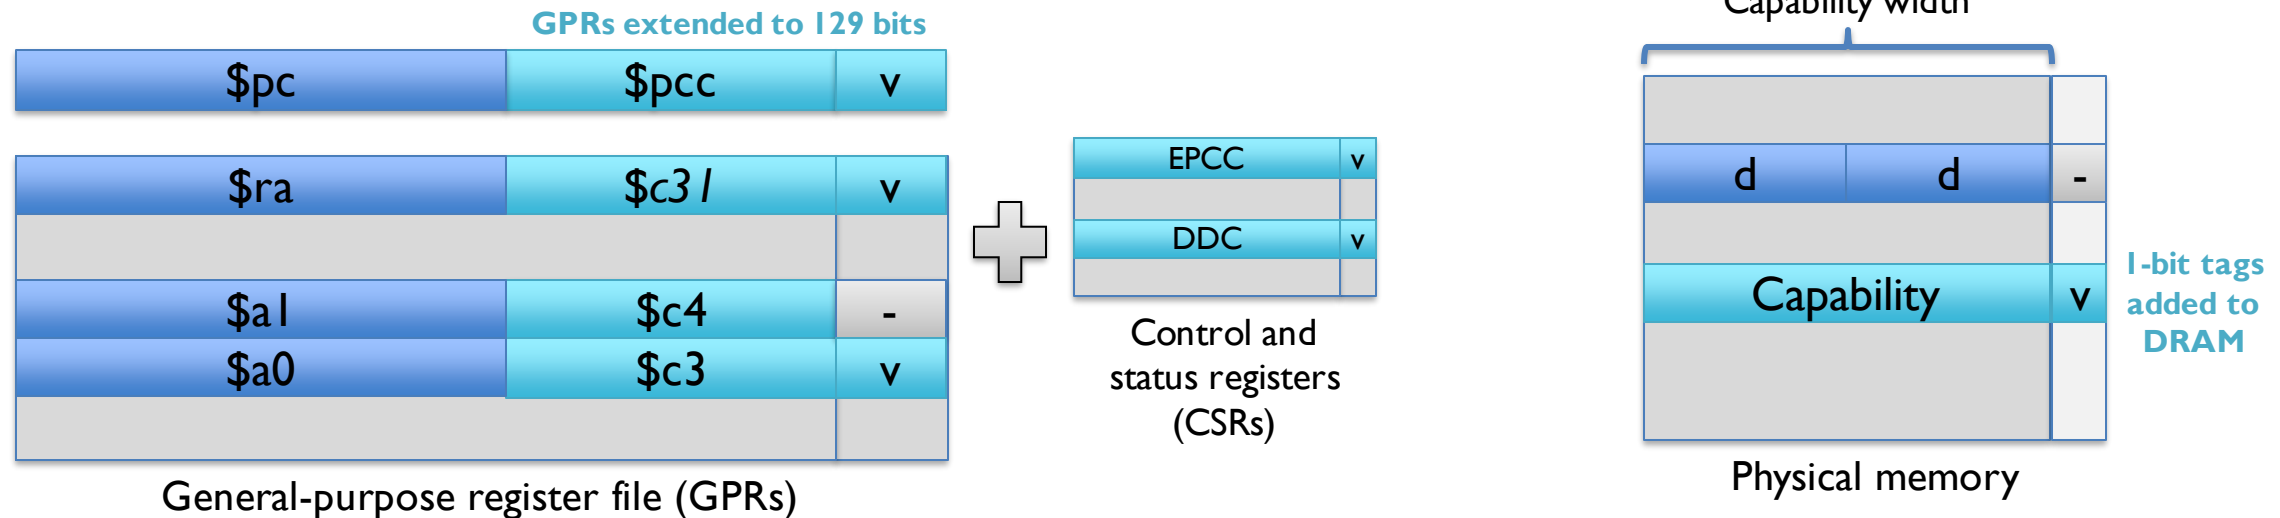 GPRs extended to 129 bits
$pc $pcc v
$ra $c31 v
$a1 $c4 -
$a0 $c3 v
General-purpose register file (GPRs)
EPCC v
DDC v
Control and
status registers
(CSRs)
Capability width
d d -
Capability v
1-bit tags
added to
DRAM
Physical memory